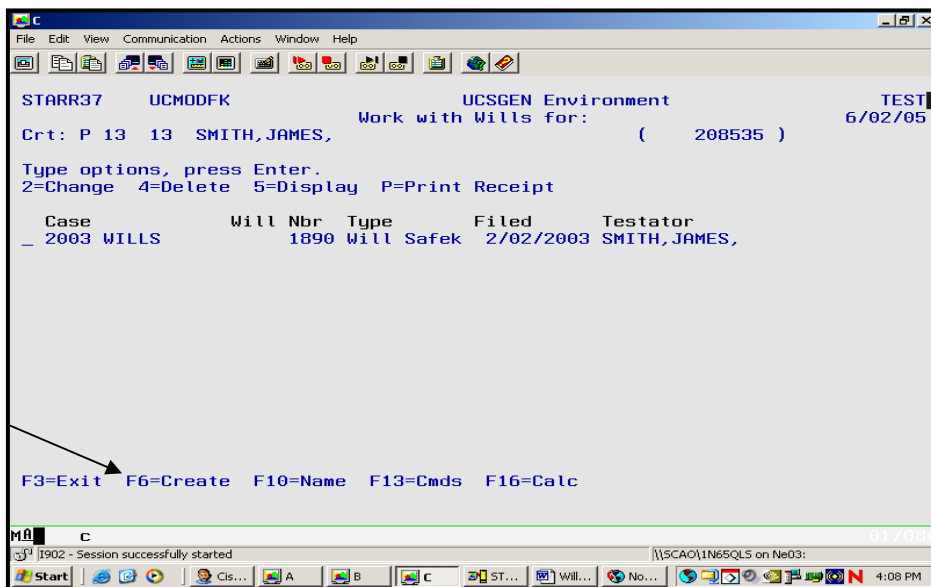 C
File Edit View Communication Actions Window Help
STARR37 UCMODFK UCSGEN Environment TEST
Work with Wills for: 6/02/05
Crt: P 13 13 SMITH,JAMES, ( 208535 )
Type options, press Enter.
2=Change 4=Delete 5=Display P=Print Receipt
Case Will Nbr Type Filed Testator
_ 2003 WILLS 1890 Will Safek 2/02/2003 SMITH,JAMES,
F3=Exit F6=Create F10=Name F13=Cmds F16=Calc
MA c 01/080
I902 - Session successfully started \\SCAO\1N65QLS on Ne03:
Start Cis... A B C ST... Will... No... N 4:08 PM